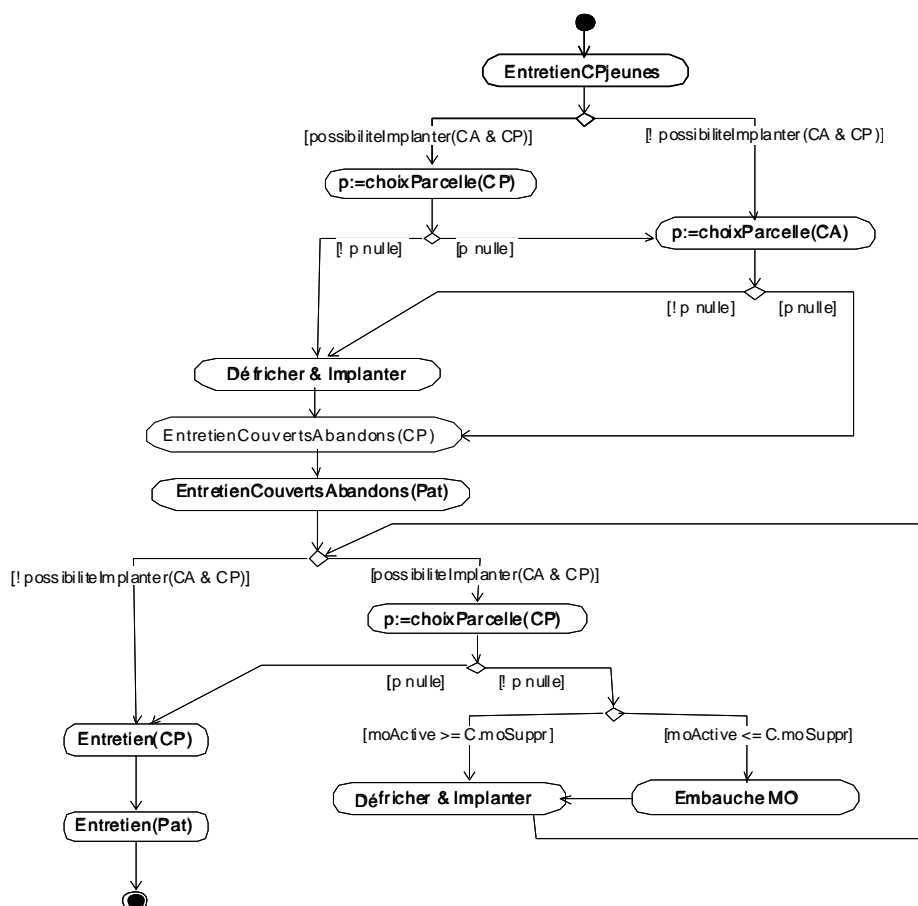 EntretienCPjeunes
[possibiliteImplanter(CA & CP)]
[! possibiliteImplanter(CA & CP)]
p:=choixParcelle(CP)
p:=choixParcelle(CA)
[! p nulle]
[p nulle]
[! p nulle]
[p nulle]
Défricher & Implanter
EntretienCouvertsAbandons(CP)
EntretienCouvertsAbandons(Pat)
[! possibiliteImplanter(CA & CP)]
[possibiliteImplanter(CA & CP)]
p:=choixParcelle(CP)
[p nulle]
[! p nulle]
Entretien(CP)
[moActive >= C.moSuppr]
[moActive <= C.moSuppr]
Défricher & Implanter
Embauche MO
Entretien(Pat)